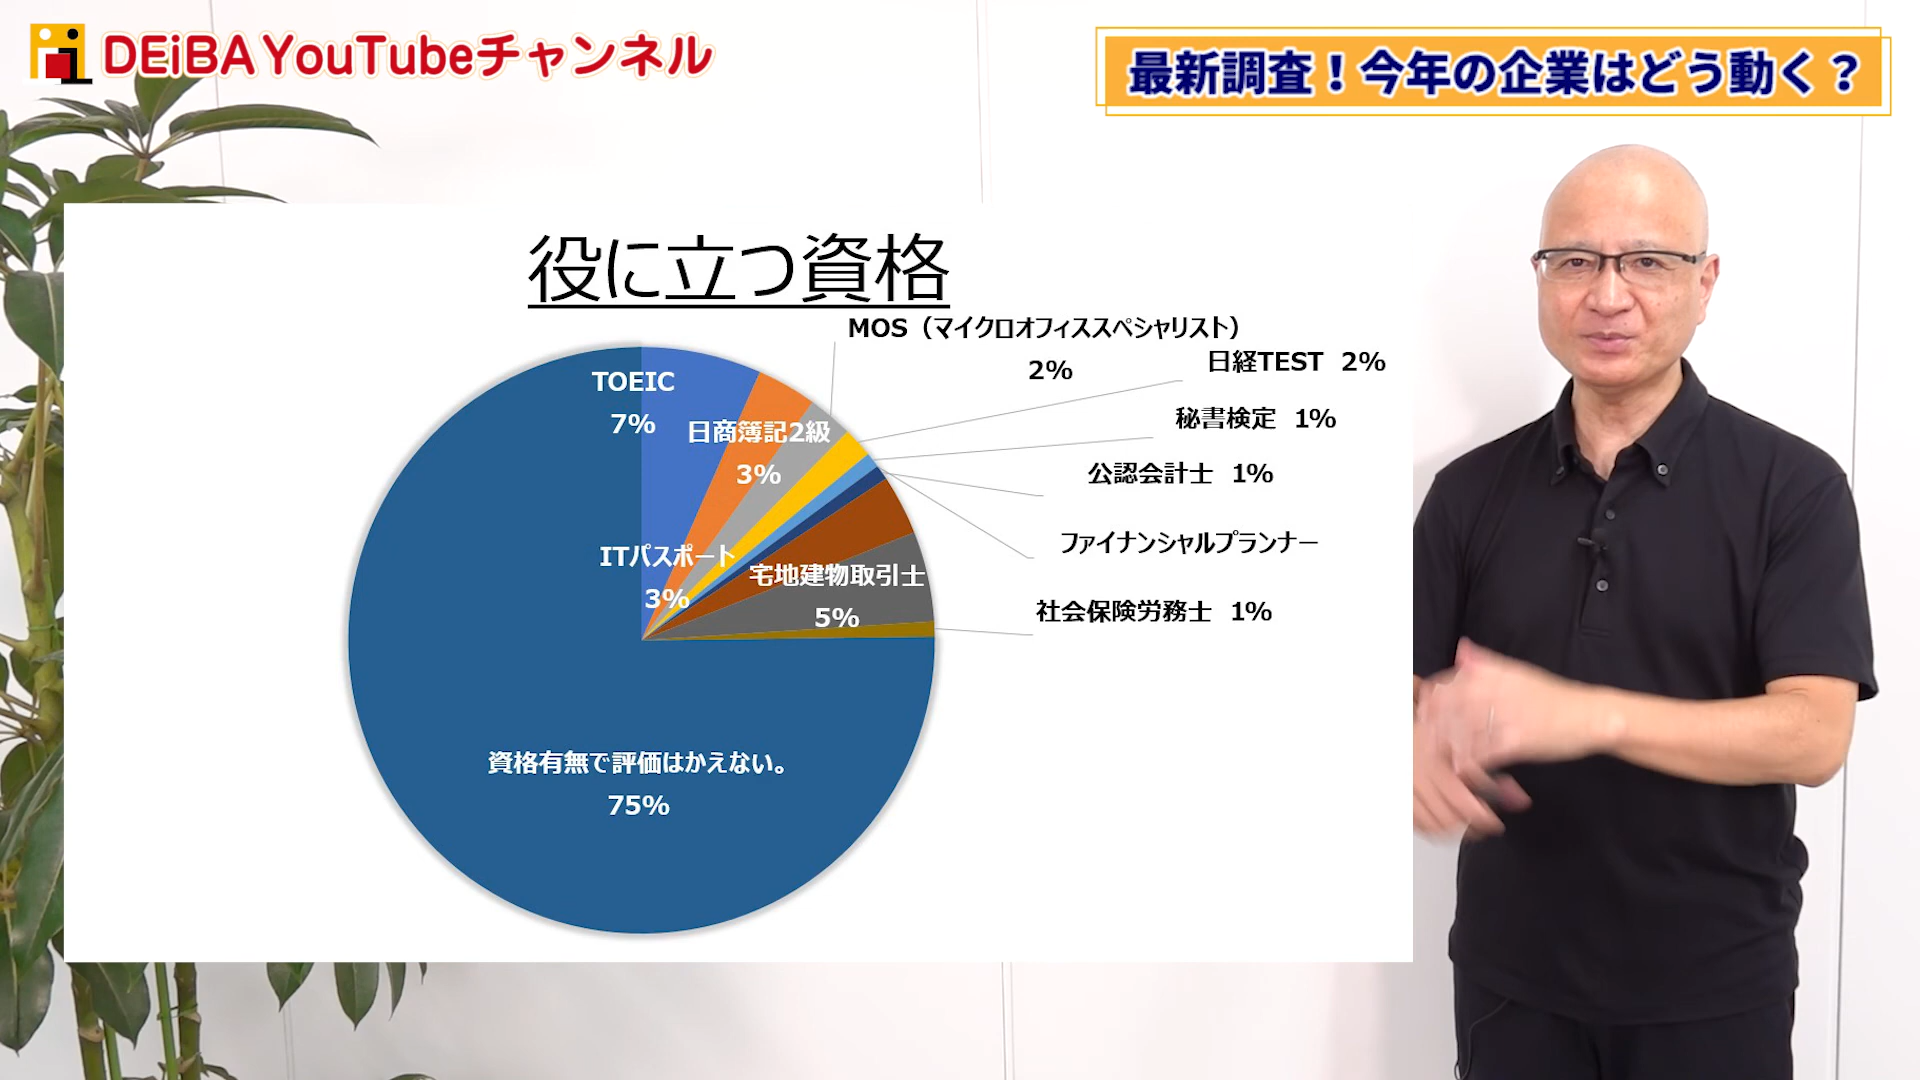 DEiBA YouTubeチャンネル
最新調査！今年の企業はどう動く？
役に立つ資格
MOS（マイクロオフィススペシャリスト）
2%
日経TEST 2%
TOEIC
7%
日商簿記2級
3%
秘書検定 1%
公認会計士 1%
ファイナンシャルプランナー
ITパスポート
3%
宅地建物取引士
5%
社会保険労務士 1%
資格有無で評価はかえない。
75%